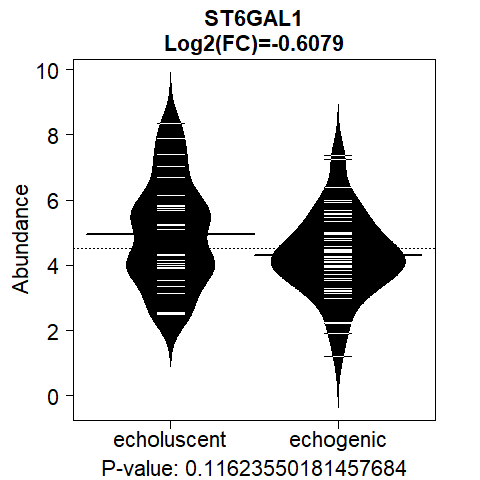 ST6GAL1
Log2(FC)=-0.6079
10
8
6
4
2
0
Abundance
echoluscent echogenic
P-value: 0.11623550181457684